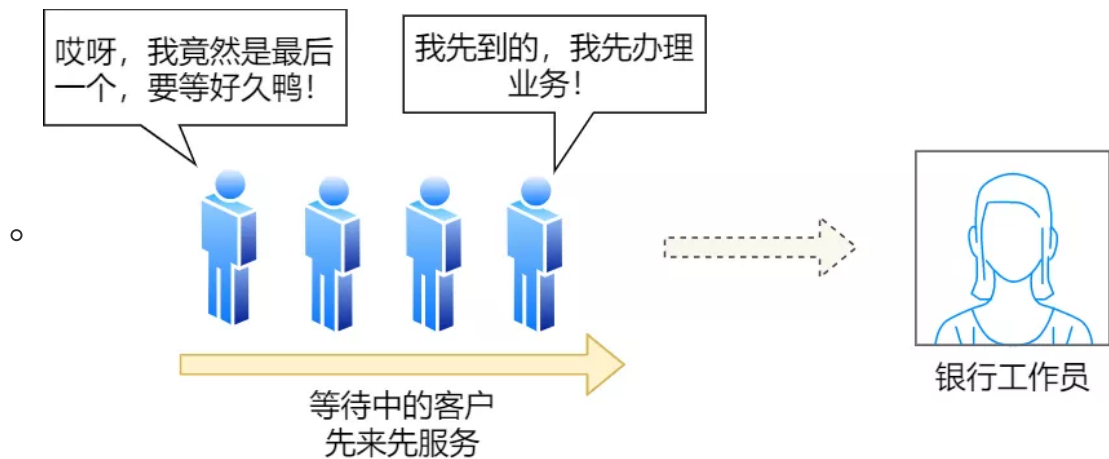 哎呀，我竟然是最后
一个，要等好久鸭！
我先到的，我先办理
业务！
。
银行工作员
等待中的客户
先来先服务